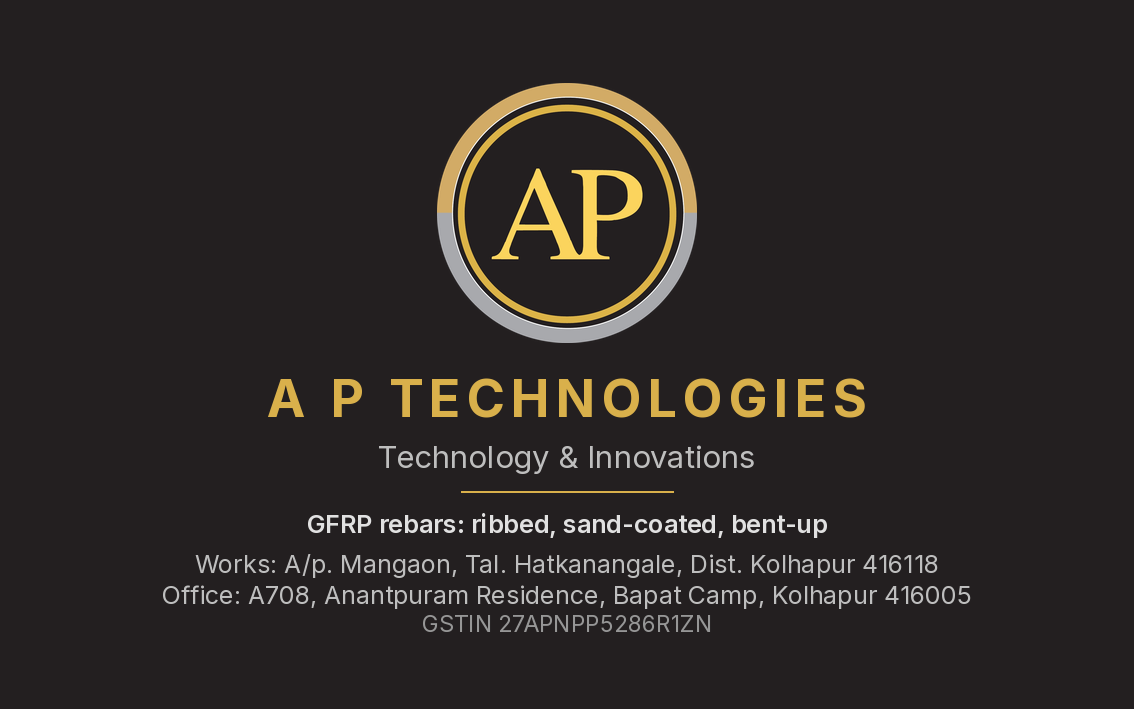 AP
A P TECHNOLOGIES
Technology & Innovations
GFRP rebars: ribbed, sand-coated, bent-up
Works: A/p. Mangaon, Tal. Hatkanangale, Dist. Kolhapur 416118
Office: A708, Anantpuram Residence, Bapat Camp, Kolhapur 416005
GSTIN 27APNPP5286R1ZN